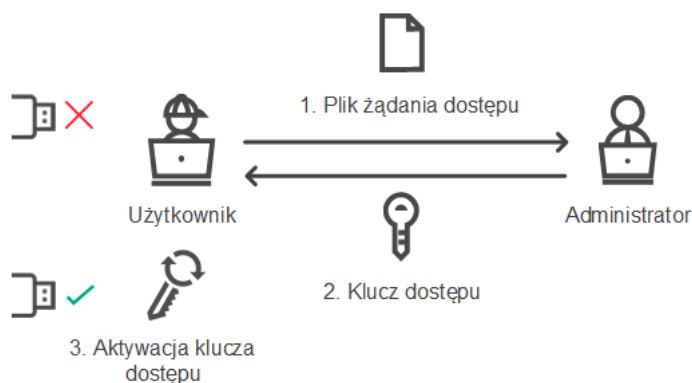 1. Plik żądania dostępu
Użytkownik
Administrator
2. Klucz dostępu
3. Aktywacja klucza
dostępu